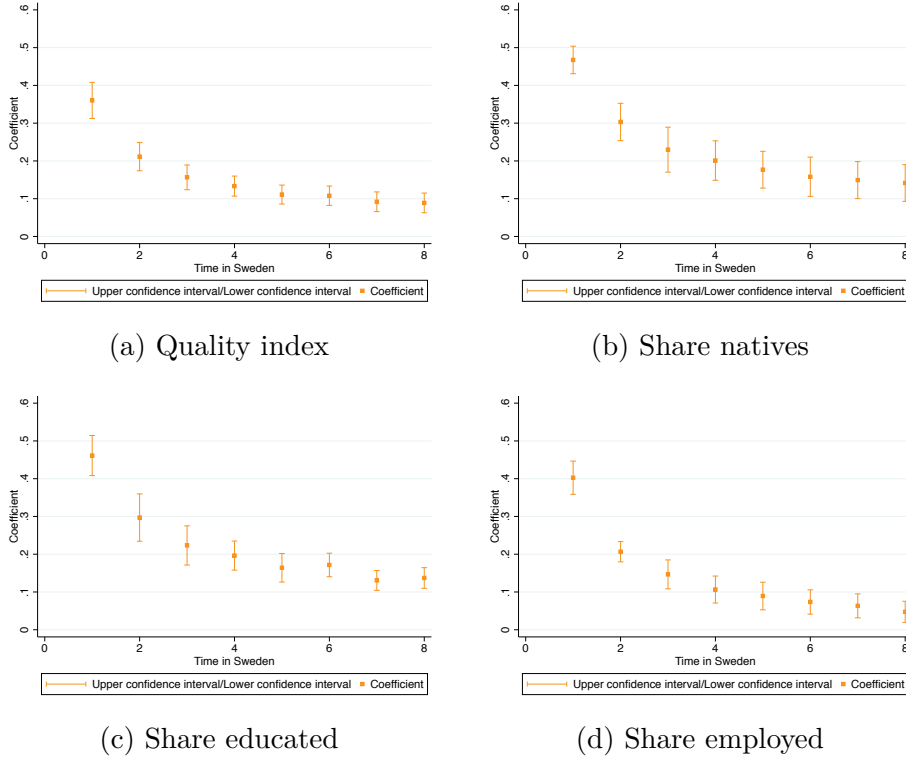 .6
.5
.4
.3
.2
.1
0
Coefficient
0 2 4 6 8
Time in Sweden
Upper confidence interval/Lower confidence interval Coefficient
(a) Quality index
.6
.5
.4
.3
.2
.1
0
Coefficient
0 2 4 6 8
Time in Sweden
Upper confidence interval/Lower confidence interval Coefficient
(b) Share natives
.6
.5
.4
.3
.2
.1
0
Coefficient
0 2 4 6 8
Time in Sweden
Upper confidence interval/Lower confidence interval Coefficient
(c) Share educated
.6
.5
.4
.3
.2
.1
0
Coefficient
0 2 4 6 8
Time in Sweden
Upper confidence interval/Lower confidence interval Coefficient
(d) Share employed